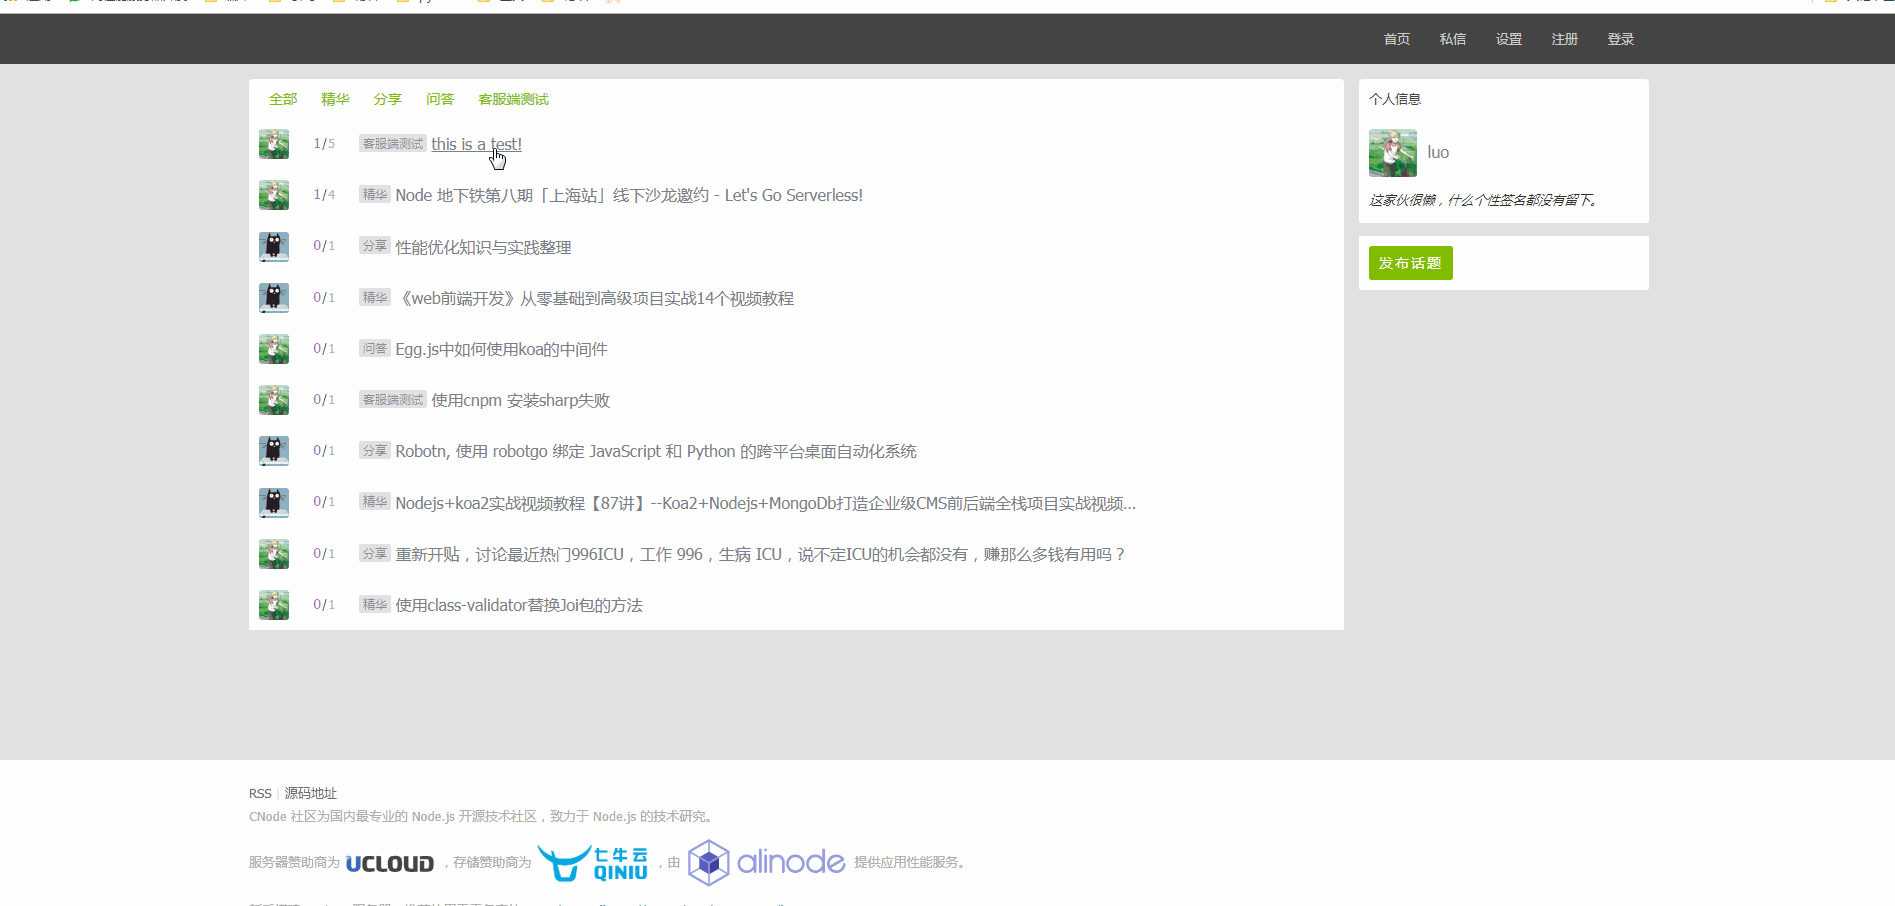 首页 私信 设置 注册 登录
全部 精华 分享 问答 客服端测试
1/5 客服端测试 this is a test!
1/4 精华 Node 地下铁第八期「上海站」线下沙龙邀约 - Let's Go Serverless!
0/1 分享 性能优化知识与实践整理
0/1 精华 《web前端开发》从零基础到高级项目实战14个视频教程
0/1 问答 Egg.js中如何使用koa的中间件
0/1 客服端测试 使用cnpm 安装sharp失败
0/1 分享 Robotn, 使用 robotgo 绑定 JavaScript 和 Python 的跨平台桌面自动化系统
0/1 精华 Nodejs+koa2实战视频教程【87讲】--Koa2+Nodejs+MongoDb打造企业级CMS前后端全栈项目实战视频...
0/1 分享 重新开贴，讨论最近热门996ICU，工作 996，生病 ICU，说不定ICU的机会都没有，赚那么多钱有用吗？
0/1 精华 使用class-validator替换Joi包的方法
个人信息
luo
这家伙很懒，什么个性签名都没有留下。
发布话题
RSS | 源码地址
CNode 社区为国内最专业的 Node.js 开源技术社区，致力于 Node.js 的技术研究。
服务器赞助商为 UCLOUD ，存储赞助商为 七牛云 QINIU ，由 alinode 提供应用性能服务。